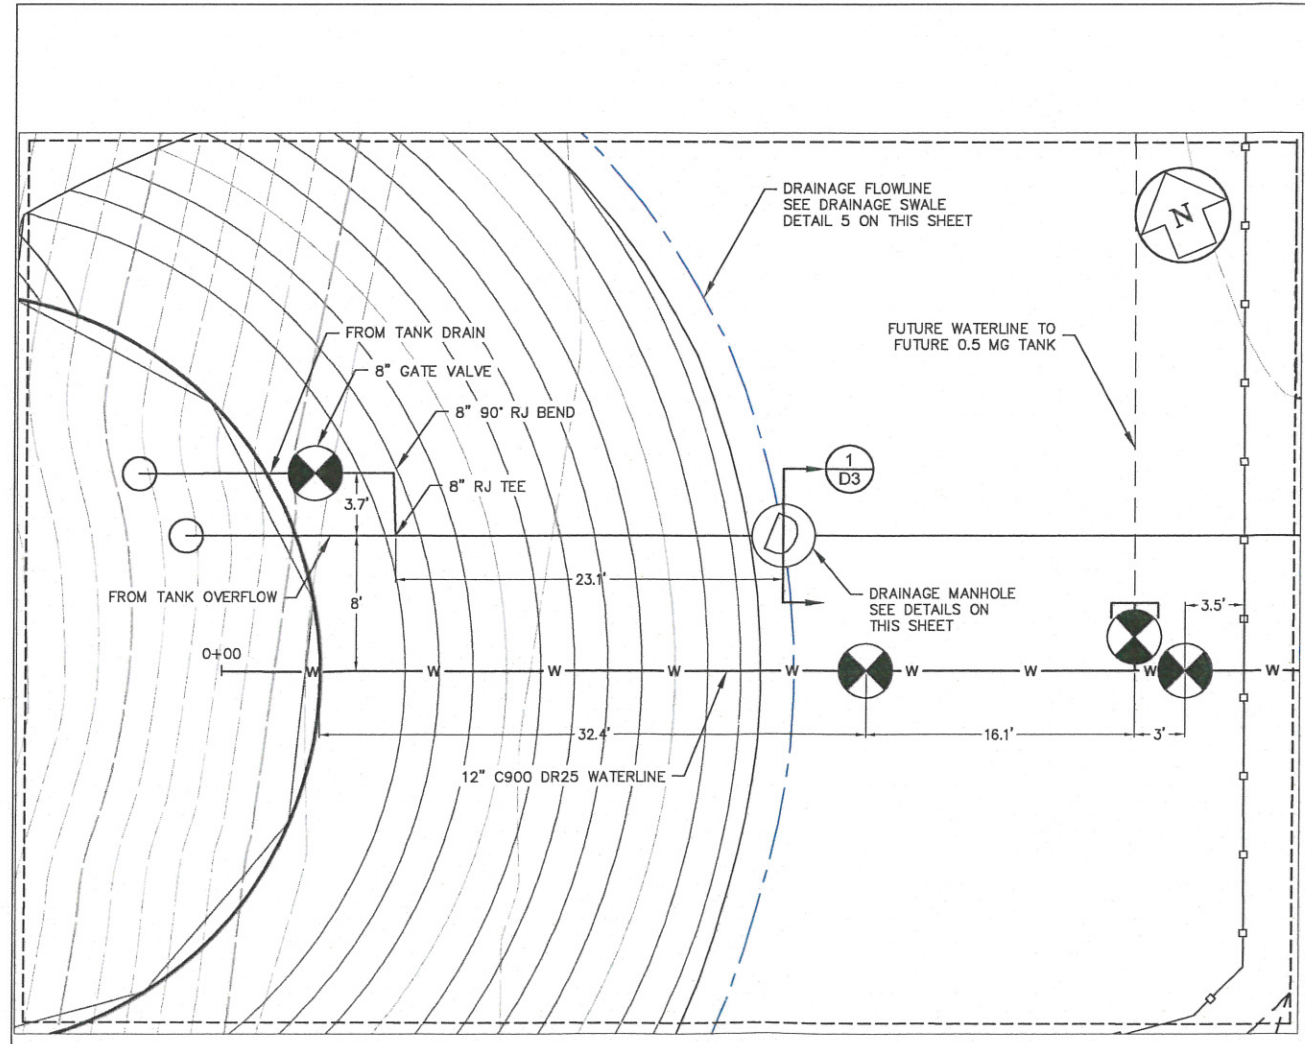 DRAINAGE FLOWLINE
SEE DRAINAGE SWALE
DETAIL 5 ON THIS SHEET
N
FROM TANK DRAIN
FUTURE WATERLINE TO
FUTURE 0.5 MG TANK
8" GATE VALVE
8" 90° RJ BEND
1
D3
8" RJ TEE
3.7'
23.1'
FROM TANK OVERFLOW
8'
DRAINAGE MANHOLE
SEE DETAILS ON
THIS SHEET
3.5'
0+00
W W W W W W W W W
32.4'
16.1'
3'
12" C900 DR25 WATERLINE